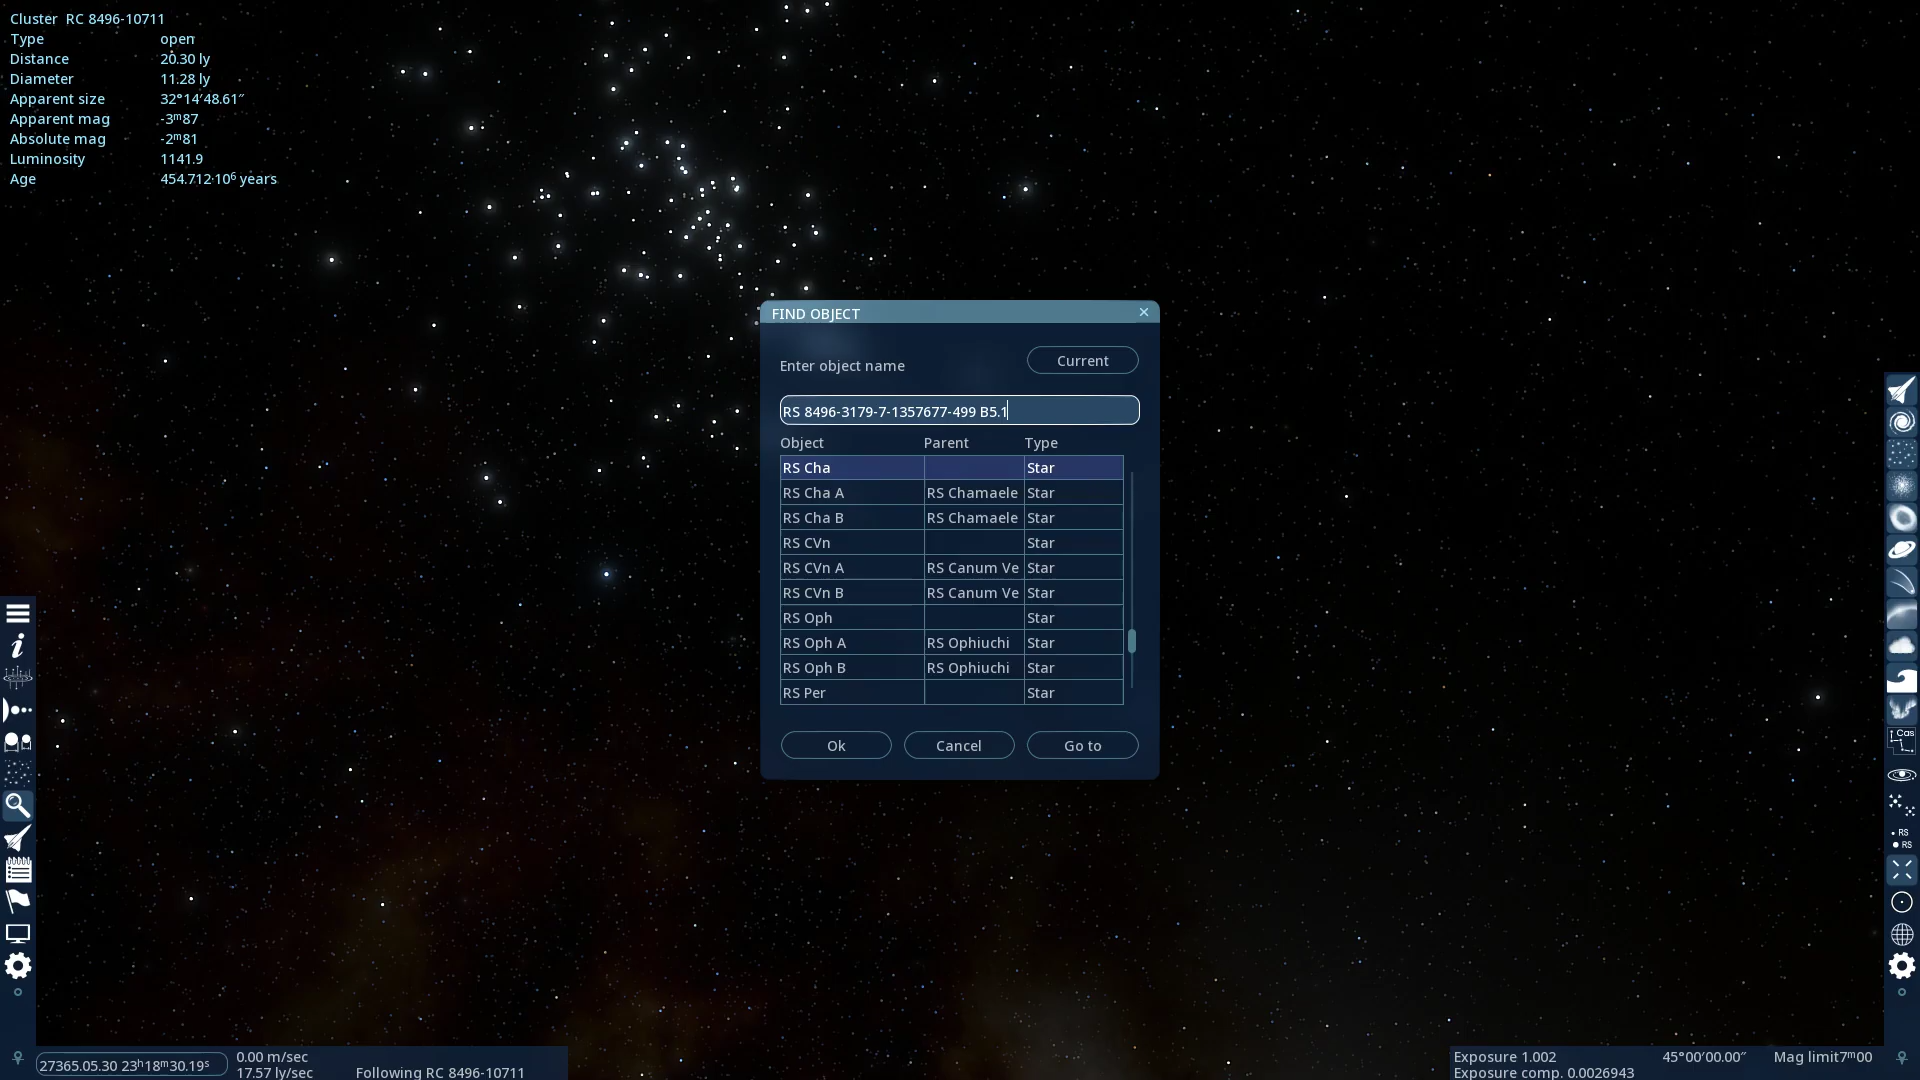 Cluster RC 8496-10711
Type open
Distance 20.30 ly
Diameter 11.28 ly
Apparent size 32°14′48.61″
Apparent mag -3ᵐ87
Absolute mag -2ᵐ81
Luminosity 1141.9
Age 454.712·10⁶ years
FIND OBJECT ×
Enter object name Current
RS 8496-3179-7-1357677-499 B5.1
Object Parent Type
RS Cha Star
RS Cha A RS Chamaele Star
RS Cha B RS Chamaele Star
RS CVn Star
RS CVn A RS Canum Ve Star
RS CVn B RS Canum Ve Star
RS Oph Star
RS Oph A RS Ophiuchi Star
RS Oph B RS Ophiuchi Star
RS Per Star
Ok Cancel Go to
Cas
RS
RS
27365.05.30 23ʰ18ᵐ30.19ˢ
0.00 m/sec
17.57 ly/sec Following RC 8496-10711
Exposure 1.002 45°00′00.00″ Mag limit7ᵐ00
Exposure comp. 0.0026943